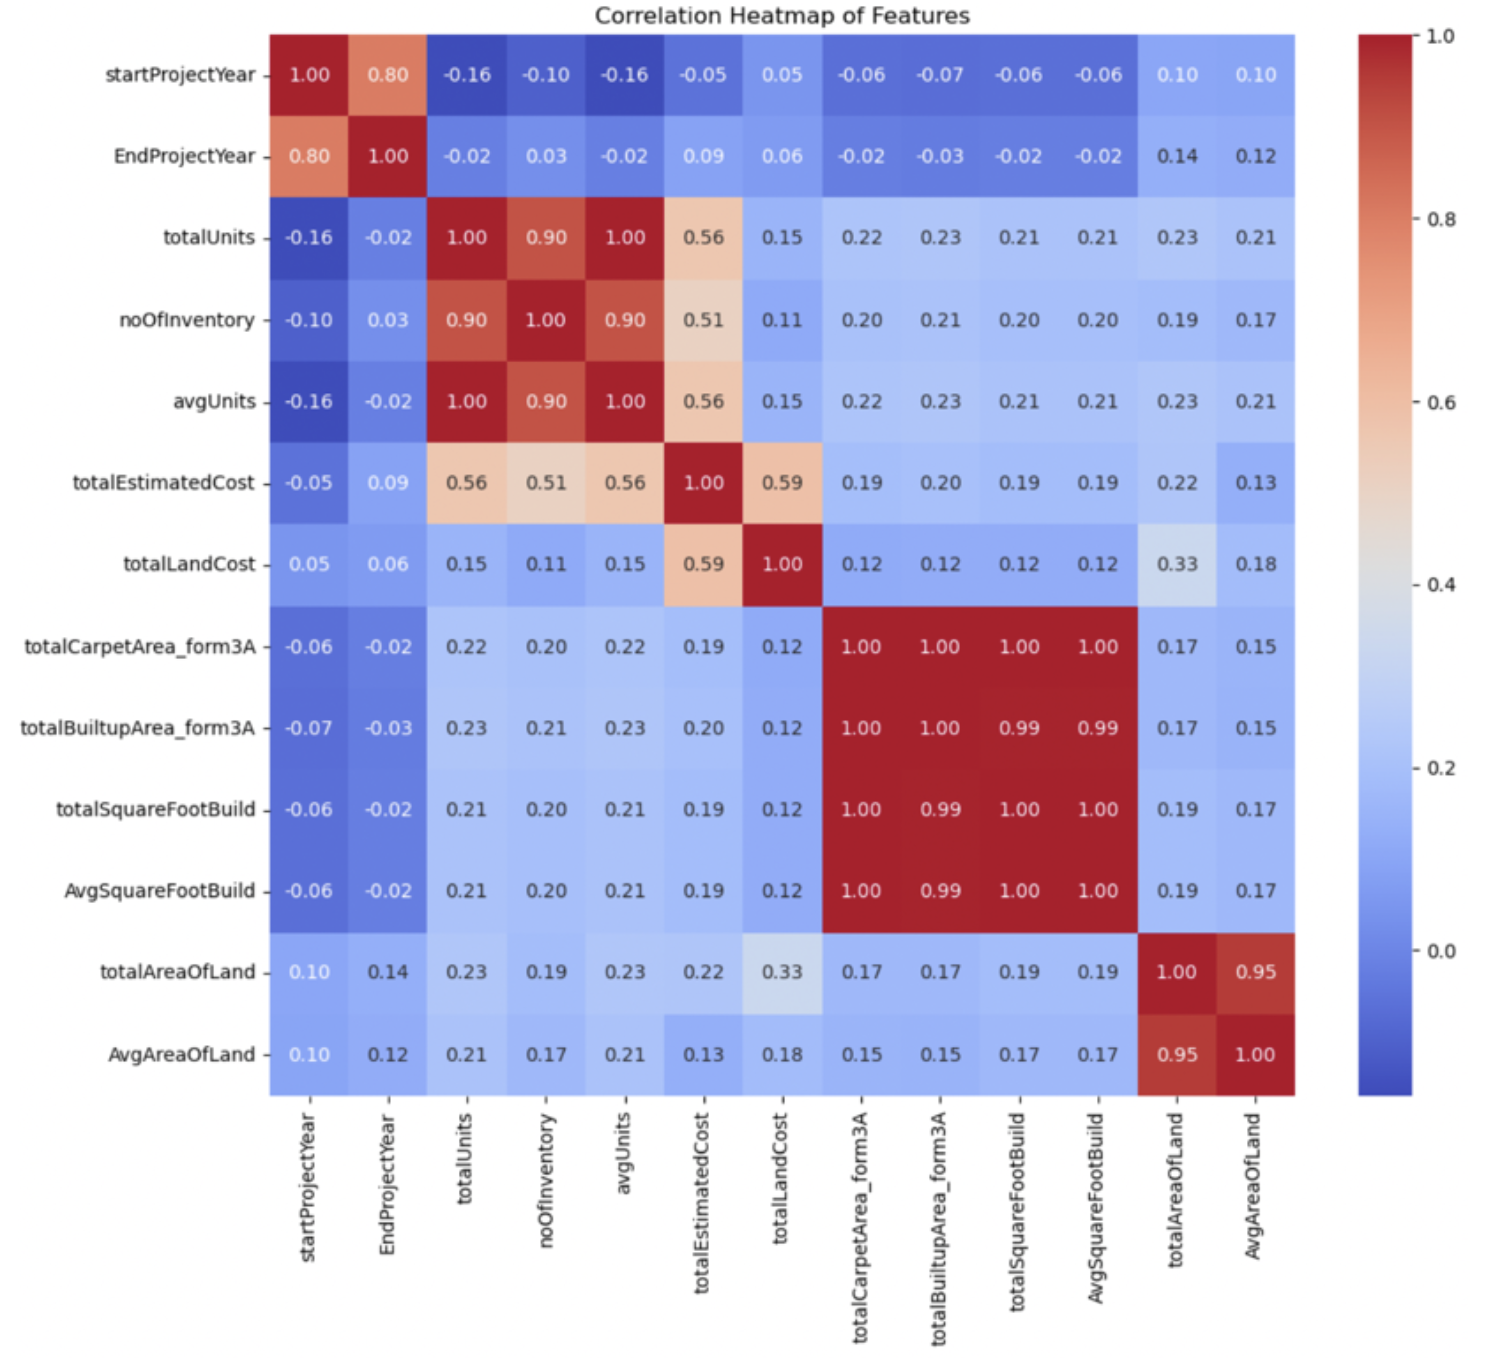 Correlation Heatmap of Features
startProjectYear 1.00 0.80 -0.16 -0.10 -0.16 -0.05 0.05 -0.06 -0.07 -0.06 -0.06 0.10 0.10
EndProjectYear 0.80 1.00 -0.02 0.03 -0.02 0.09 0.06 -0.02 -0.03 -0.02 -0.02 0.14 0.12
totalUnits -0.16 -0.02 1.00 0.90 1.00 0.56 0.15 0.22 0.23 0.21 0.21 0.23 0.21
noOfInventory -0.10 0.03 0.90 1.00 0.90 0.51 0.11 0.20 0.21 0.20 0.20 0.19 0.17
avgUnits -0.16 -0.02 1.00 0.90 1.00 0.56 0.15 0.22 0.23 0.21 0.21 0.23 0.21
totalEstimatedCost -0.05 0.09 0.56 0.51 0.56 1.00 0.59 0.19 0.20 0.19 0.19 0.22 0.13
totalLandCost 0.05 0.06 0.15 0.11 0.15 0.59 1.00 0.12 0.12 0.12 0.12 0.33 0.18
totalCarpetArea_form3A -0.06 -0.02 0.22 0.20 0.22 0.19 0.12 1.00 1.00 1.00 1.00 0.17 0.15
totalBuiltupArea_form3A -0.07 -0.03 0.23 0.21 0.23 0.20 0.12 1.00 1.00 0.99 0.99 0.17 0.15
totalSquareFootBuild -0.06 -0.02 0.21 0.20 0.21 0.19 0.12 1.00 0.99 1.00 1.00 0.19 0.17
AvgSquareFootBuild -0.06 -0.02 0.21 0.20 0.21 0.19 0.12 1.00 0.99 1.00 1.00 0.19 0.17
totalAreaOfLand 0.10 0.14 0.23 0.19 0.23 0.22 0.33 0.17 0.17 0.19 0.19 1.00 0.95
AvgAreaOfLand 0.10 0.12 0.21 0.17 0.21 0.13 0.18 0.15 0.15 0.17 0.17 0.95 1.00
startProjectYear
EndProjectYear
totalUnits
noOfInventory
avgUnits
totalEstimatedCost
totalLandCost
totalCarpetArea_form3A
totalBuiltupArea_form3A
totalSquareFootBuild
AvgSquareFootBuild
totalAreaOfLand
AvgAreaOfLand
1.0
0.8
0.6
0.4
0.2
0.0